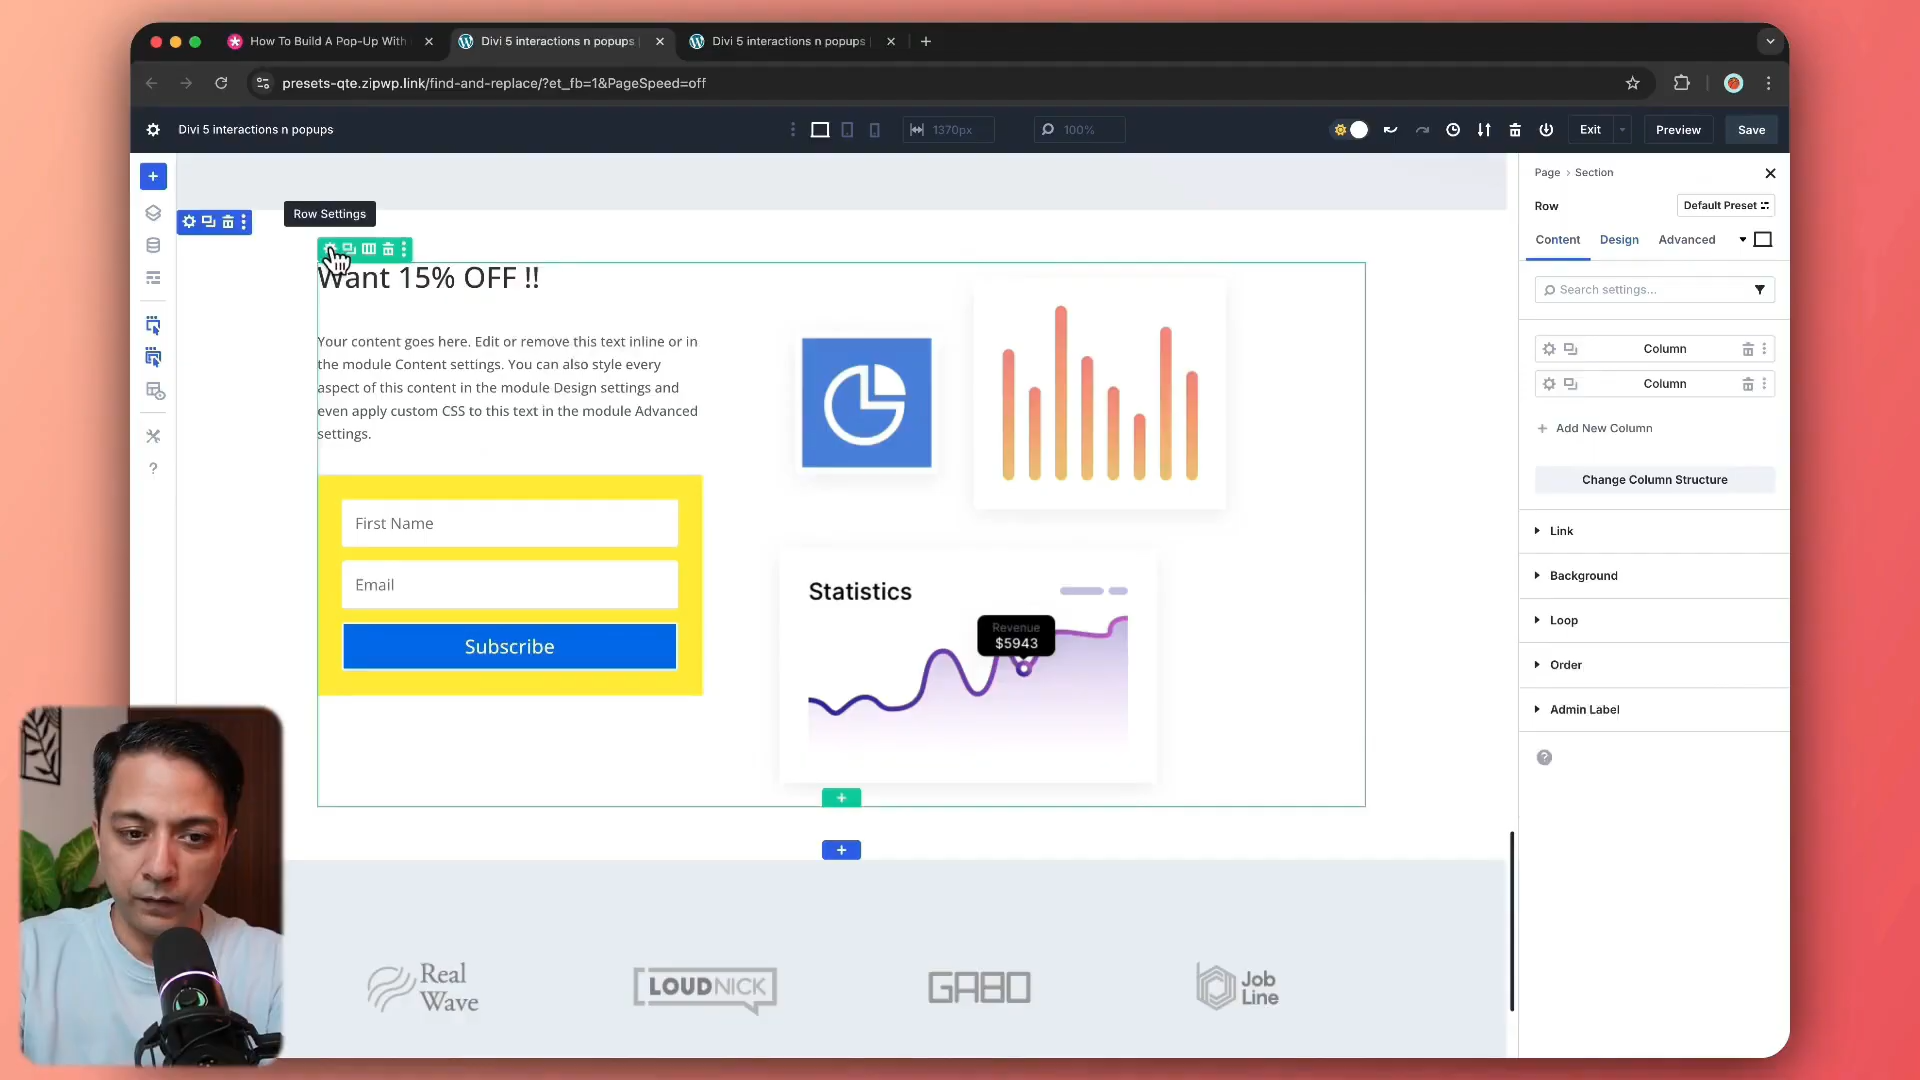 How To Build A Pop-Up With
Divi 5 interactions n popups
Divi 5 interactions n popups
presets-qte.zipwp.link/find-and-replace/?et_fb=1&PageSpeed=off
Divi 5 interactions n popups
1370px
100%
Exit
Preview
Save
Page › Section
Row
Default Preset
Content
Design
Advanced
Search settings...
Column
Column
+ Add New Column
Change Column Structure
Link
Background
Loop
Order
Admin Label
?
?
Row Settings
Want 15% OFF !!
Your content goes here. Edit or remove this text inline or in
the module Content settings. You can also style every
aspect of this content in the module Design settings and
even apply custom CSS to this text in the module Advanced
settings.
First Name
Email
Subscribe
Statistics
Revenue
$5943
Real
Wave
LOUDNICK
GABO
Job
Line